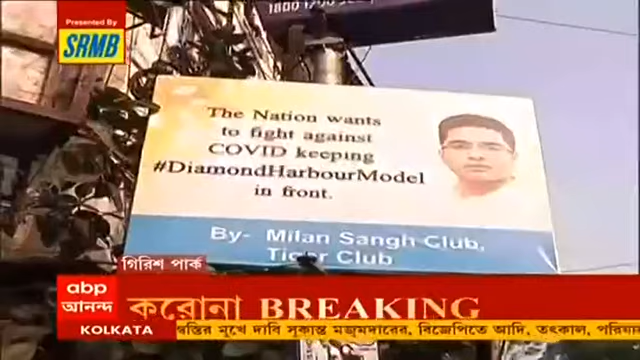 Presented By
SRMB
The Nation wants
to fight against
COVID keeping
#DiamondHarbourModel
in front.
By- Milan Sangh Club,
Tiger Club
গিরিশ পার্ক
abp
আনন্দ
করোনা BREAKING
KOLKATA
স্তির মুখে দাবি সুকান্ত মজুমদারের, বিজেপিতে আদি, তৎকাল, পরিযা